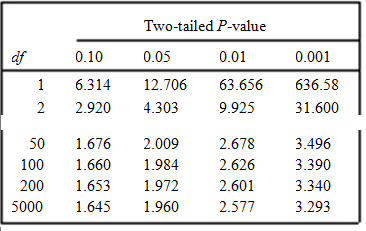 Two-tailed P-value
df 0.10 0.05 0.01 0.001
1 6.314 12.706 63.656 636.58
2 2.920 4.303 9.925 31.600
50 1.676 2.009 2.678 3.496
100 1.660 1.984 2.626 3.390
200 1.653 1.972 2.601 3.340
5000 1.645 1.960 2.577 3.293